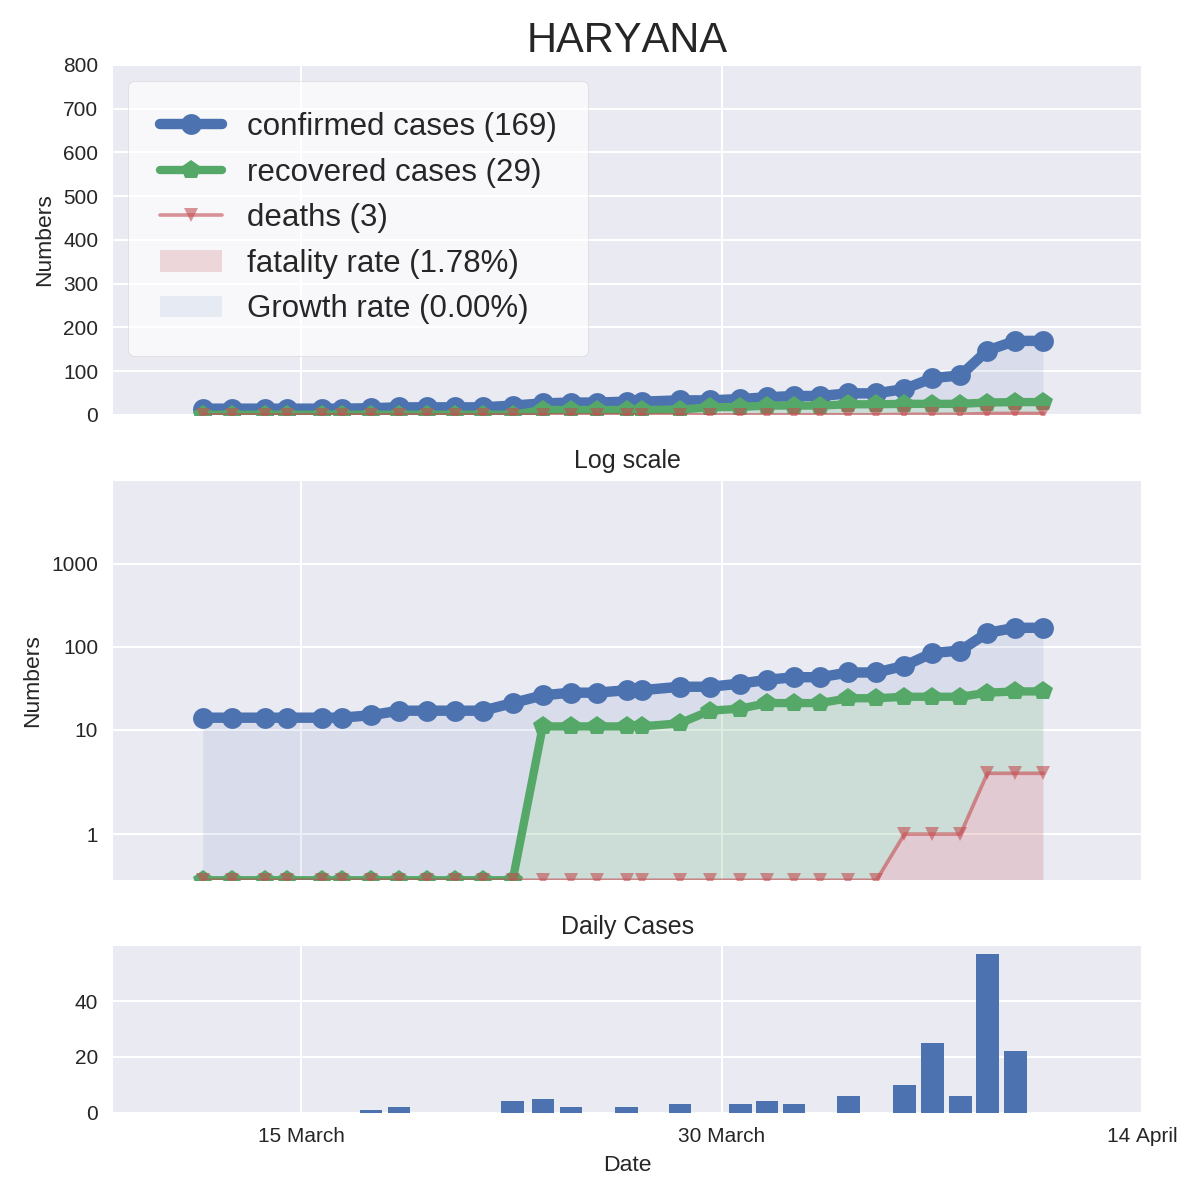 HARYANA
800
700
600
500
400
300
200
100
0
Numbers
confirmed cases (169)
recovered cases (29)
deaths (3)
fatality rate (1.78%)
Growth rate (0.00%)
Log scale
1000
100
10
1
Numbers
Daily Cases
40
20
0
15 March 30 March 14 April
Date